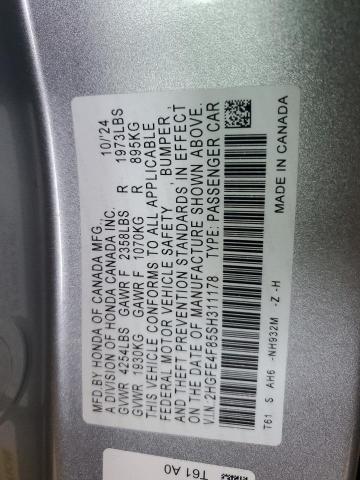 MFD.BY HONDA OF CANADA MFG., 10/'24
A DIVISION OF HONDA CANADA INC.
GVWR 4254LBS GAWR F 2358LBS R 1973LBS
GVWR 1930KG GAWR F 1070KG R 895KG
THIS VEHICLE CONFORMS TO ALL APPLICABLE
FEDERAL MOTOR VEHICLE SAFETY, BUMPER,
AND THEFT PREVENTION STANDARDS, IN EFFECT
ON THE DATE OF MANUFACTURE SHOWN ABOVE.
V.I.N.:2HGFE4F85SH311178 TYPE: PASSENGER CAR
T61 S AH6 -NH932M -Z -H MADE IN CANADA
T61 A0